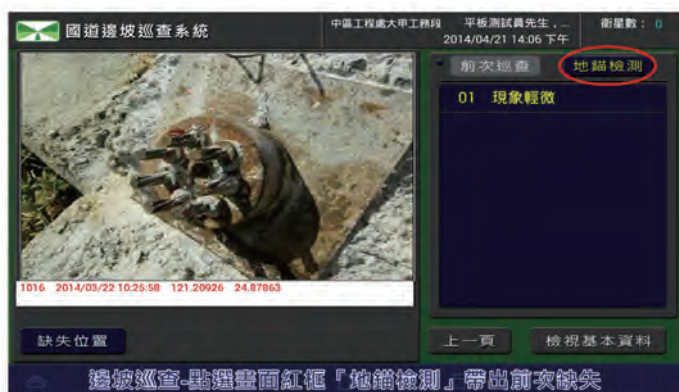 國道邊坡巡查系統
中區工程處大甲工務段 平板測試員先生，...
2014/04/21 14:06 下午
衛星數： 0
前次巡查 地錨檢測
01 現象輕微
1016 2014/03/22 10:25:58 121.20926 24.87863
缺失位置 上一頁 檢視基本資料
邊坡巡查-點選畫面紅框「地錨檢測」帶出前次缺失